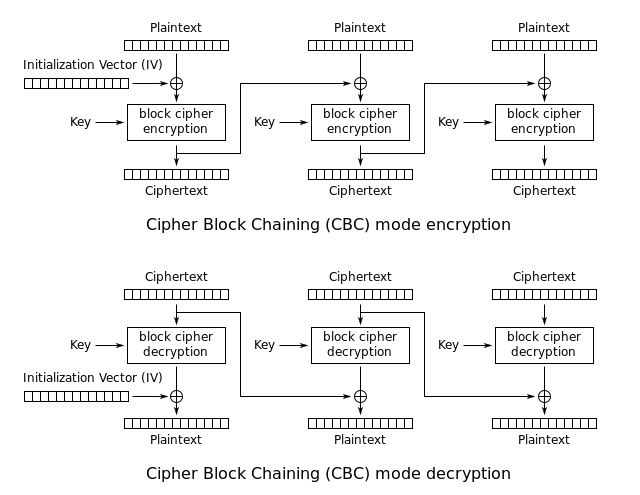 Plaintext Plaintext Plaintext
Initialization Vector (IV)
Key block cipher encryption Key block cipher encryption Key block cipher encryption
Ciphertext Ciphertext Ciphertext
Cipher Block Chaining (CBC) mode encryption
Ciphertext Ciphertext Ciphertext
Key block cipher decryption Key block cipher decryption Key block cipher decryption
Initialization Vector (IV)
Plaintext Plaintext Plaintext
Cipher Block Chaining (CBC) mode decryption